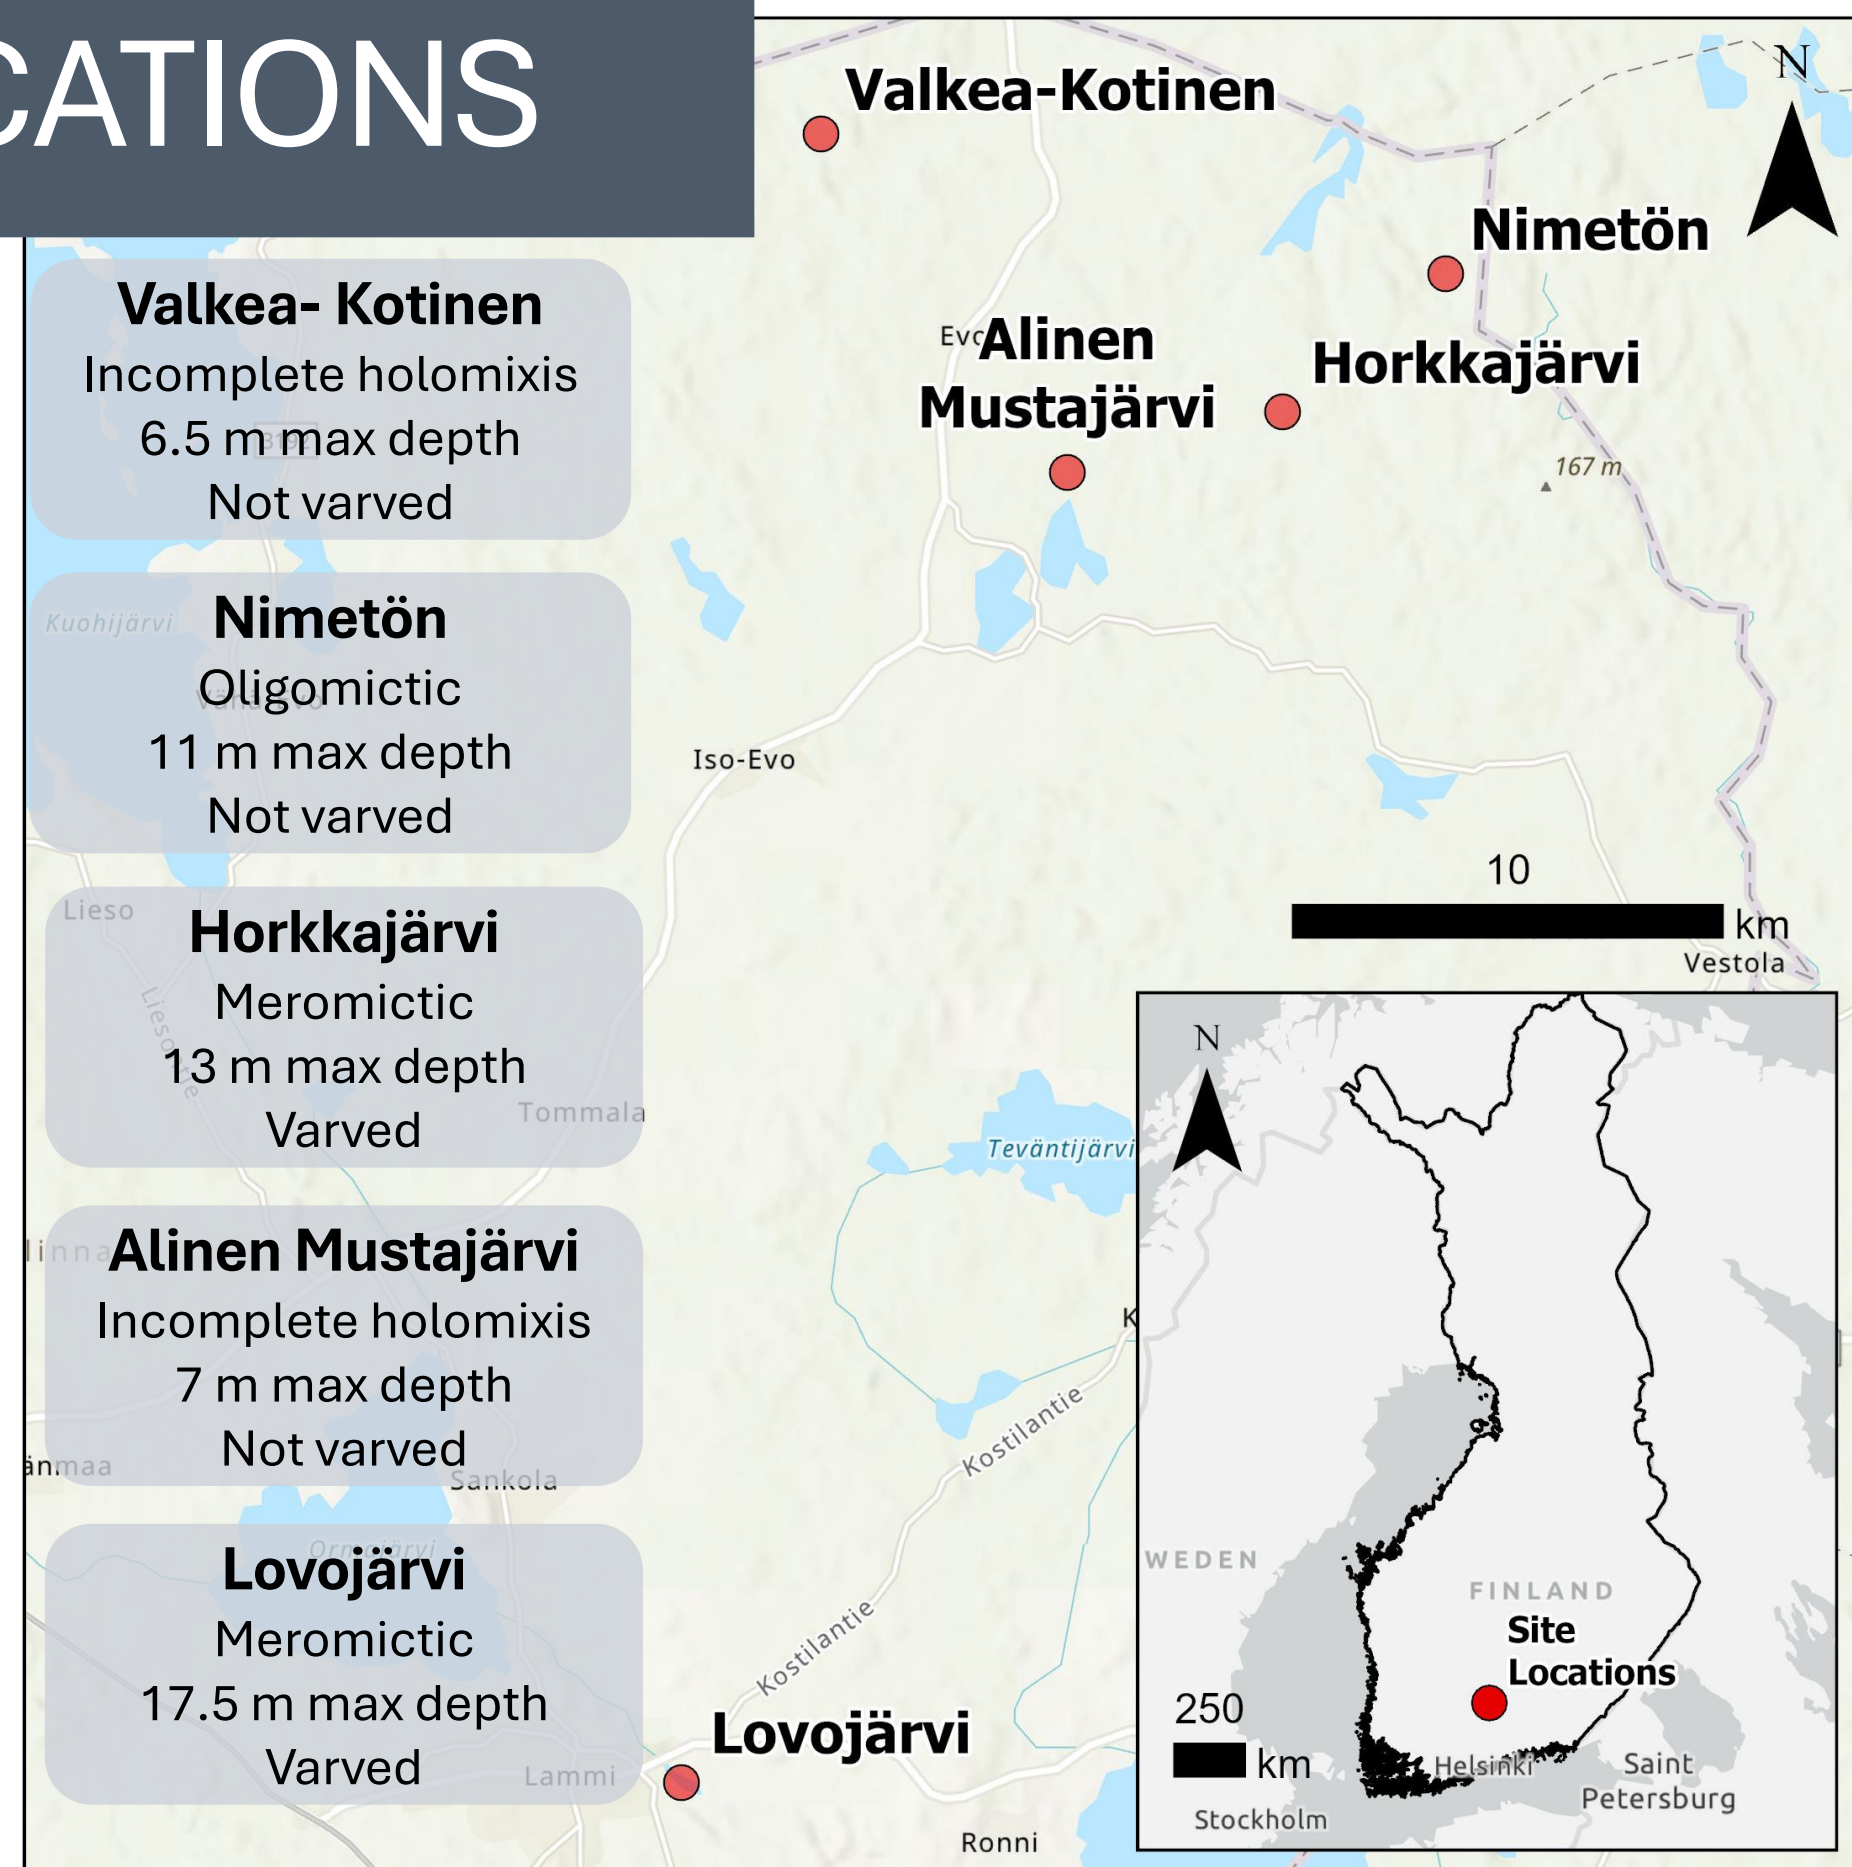 CATIONS
Valkea- Kotinen
Incomplete holomixis
6.5 m max depth
Not varved
Nimetön
Oligomictic
11 m max depth
Not varved
Horkkajärvi
Meromictic
13 m max depth
Varved
Alinen Mustajärvi
Incomplete holomixis
7 m max depth
Not varved
Lovojärvi
Meromictic
17.5 m max depth
Varved
Valkea-Kotinen
N
Nimetön
Alinen
Mustajärvi
Horkkajärvi
167 m
Kuohijärvi
Iso-Evo
10
km
Vestola
Lieso
Tommala
Teväntijärvi
Kostilantie
Sankola
Ormajärvi
Kostilantie
Lovojärvi
Lammi
Ronni
N
WEDEN
FINLAND
Site
Locations
250
km
Helsinki
Saint
Petersburg
Stockholm